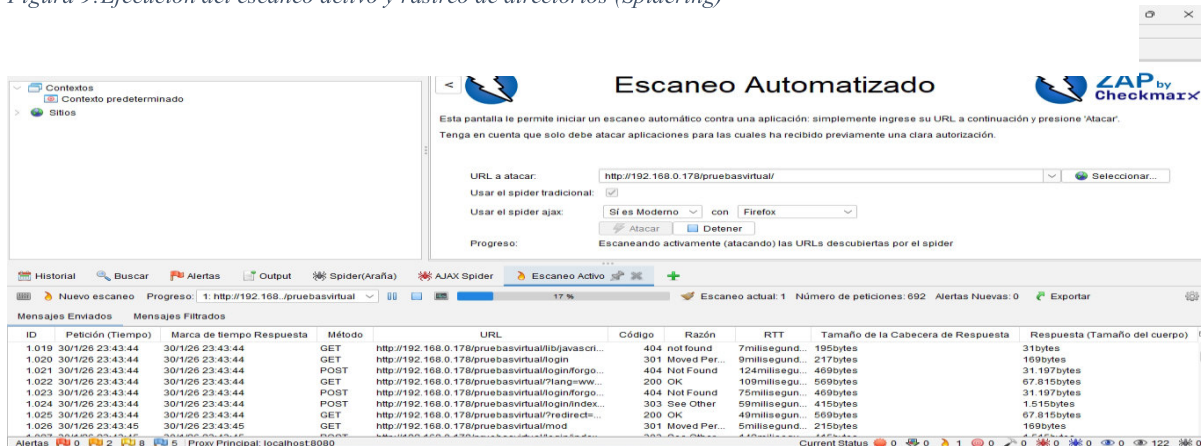 Figura 9.Ejecución del escaneo activo y rastreo de directorios (Spidering)
Contextos
Contexto predeterminado
Sitios
<
Escaneo Automatizado
ZAP by Checkmarx
Esta pantalla le permite iniciar un escaneo automático contra una aplicación: simplemente ingrese su URL a continuación y presione 'Atacar'.
Tenga en cuenta que solo debe atacar aplicaciones para las cuales ha recibido previamente una clara autorización.
URL a atacar: http://192.168.0.178/pruebasvirtual/ Seleccionar...
Usar el spider tradicional:
Usar el spider ajax: Sí es Moderno con Firefox
Atacar Detener
Progreso: Escaneando activamente (atacando) las URLs descubiertas por el spider
Historial Buscar Alertas Output Spider(Araña) AJAX Spider Escaneo Activo
Nuevo escaneo Progreso: 1: http://192.168../pruebasvirtual 17 % Escaneo actual: 1 Número de peticiones: 692 Alertas Nuevas: 0 Exportar
Mensajes Enviados Mensajes Filtrados
ID Petición (Tiempo) Marca de tiempo Respuesta Método URL Código Razón RTT Tamaño de la Cabecera de Respuesta Respuesta (Tamaño del cuerpo)
1.019 30/1/26 23:43:44 30/1/26 23:43:44 GET http://192.168.0.178/pruebasvirtual/lib/javascri... 404 not found 7milisegund... 195bytes 31bytes
1.020 30/1/26 23:43:44 30/1/26 23:43:44 GET http://192.168.0.178/pruebasvirtual/login 301 Moved Per... 9milisegund... 217bytes 169bytes
1.021 30/1/26 23:43:44 30/1/26 23:43:44 POST http://192.168.0.178/pruebasvirtual/login/forgo... 404 Not Found 124milisegu... 469bytes 31.197bytes
1.022 30/1/26 23:43:44 30/1/26 23:43:44 GET http://192.168.0.178/pruebasvirtual/?lang=ww... 200 OK 109milisegu... 569bytes 67.815bytes
1.023 30/1/26 23:43:44 30/1/26 23:43:44 POST http://192.168.0.178/pruebasvirtual/login/forgo... 404 Not Found 75milisegun... 469bytes 31.197bytes
1.024 30/1/26 23:43:44 30/1/26 23:43:44 POST http://192.168.0.178/pruebasvirtual/login/index... 303 See Other 59milisegun... 415bytes 1.515bytes
1.025 30/1/26 23:43:44 30/1/26 23:43:44 GET http://192.168.0.178/pruebasvirtual/?redirect=... 200 OK 49milisegun... 569bytes 67.815bytes
1.026 30/1/26 23:43:45 30/1/26 23:43:45 GET http://192.168.0.178/pruebasvirtual/mod 301 Moved Per... 5milisegund... 217bytes 169bytes
Alertas 0 2 8 5 Proxy Principal: localhost:8080 Current Status 0 0 1 0 0 0 0 0 122 0